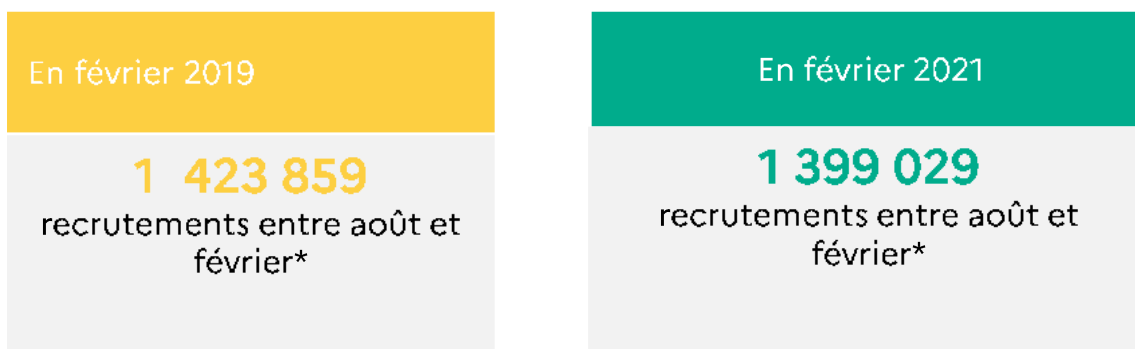 En février 2019
1 423 859
recrutements entre août et
février*
En février 2021
1 399 029
recrutements entre août et
février*